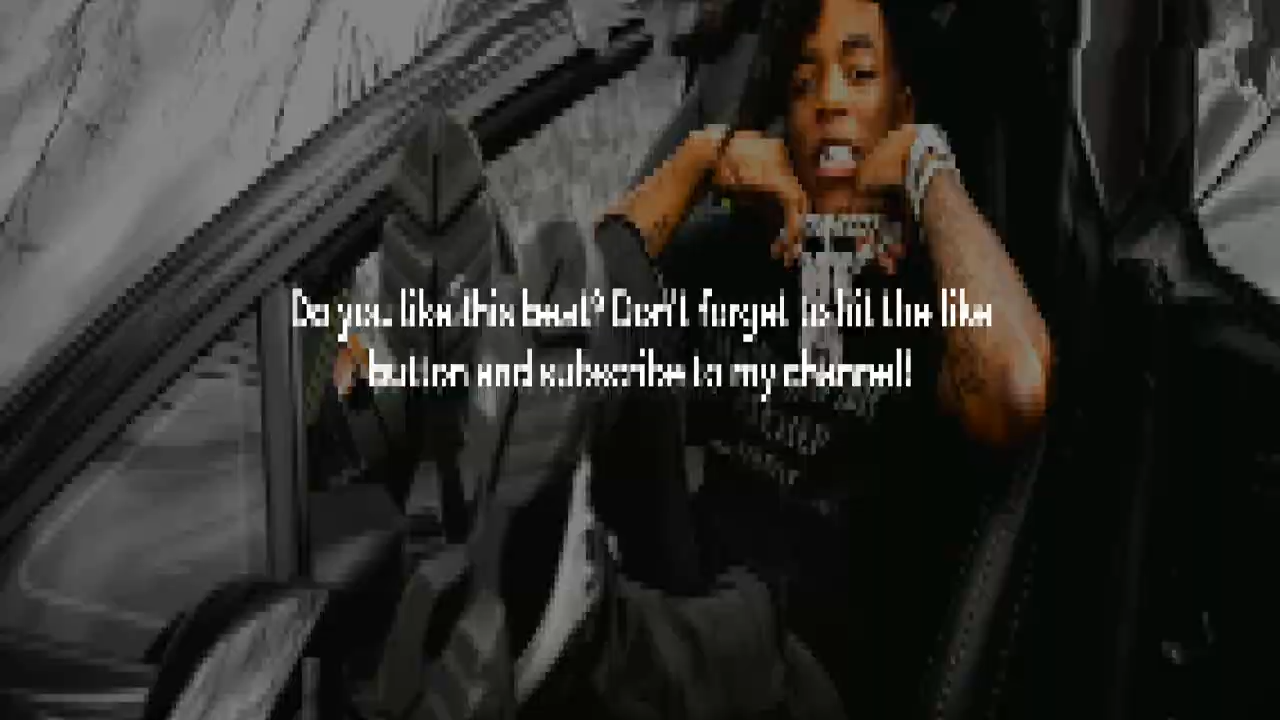 Do you like this beat? Don't forget to hit the like
button and subscribe to my channel!